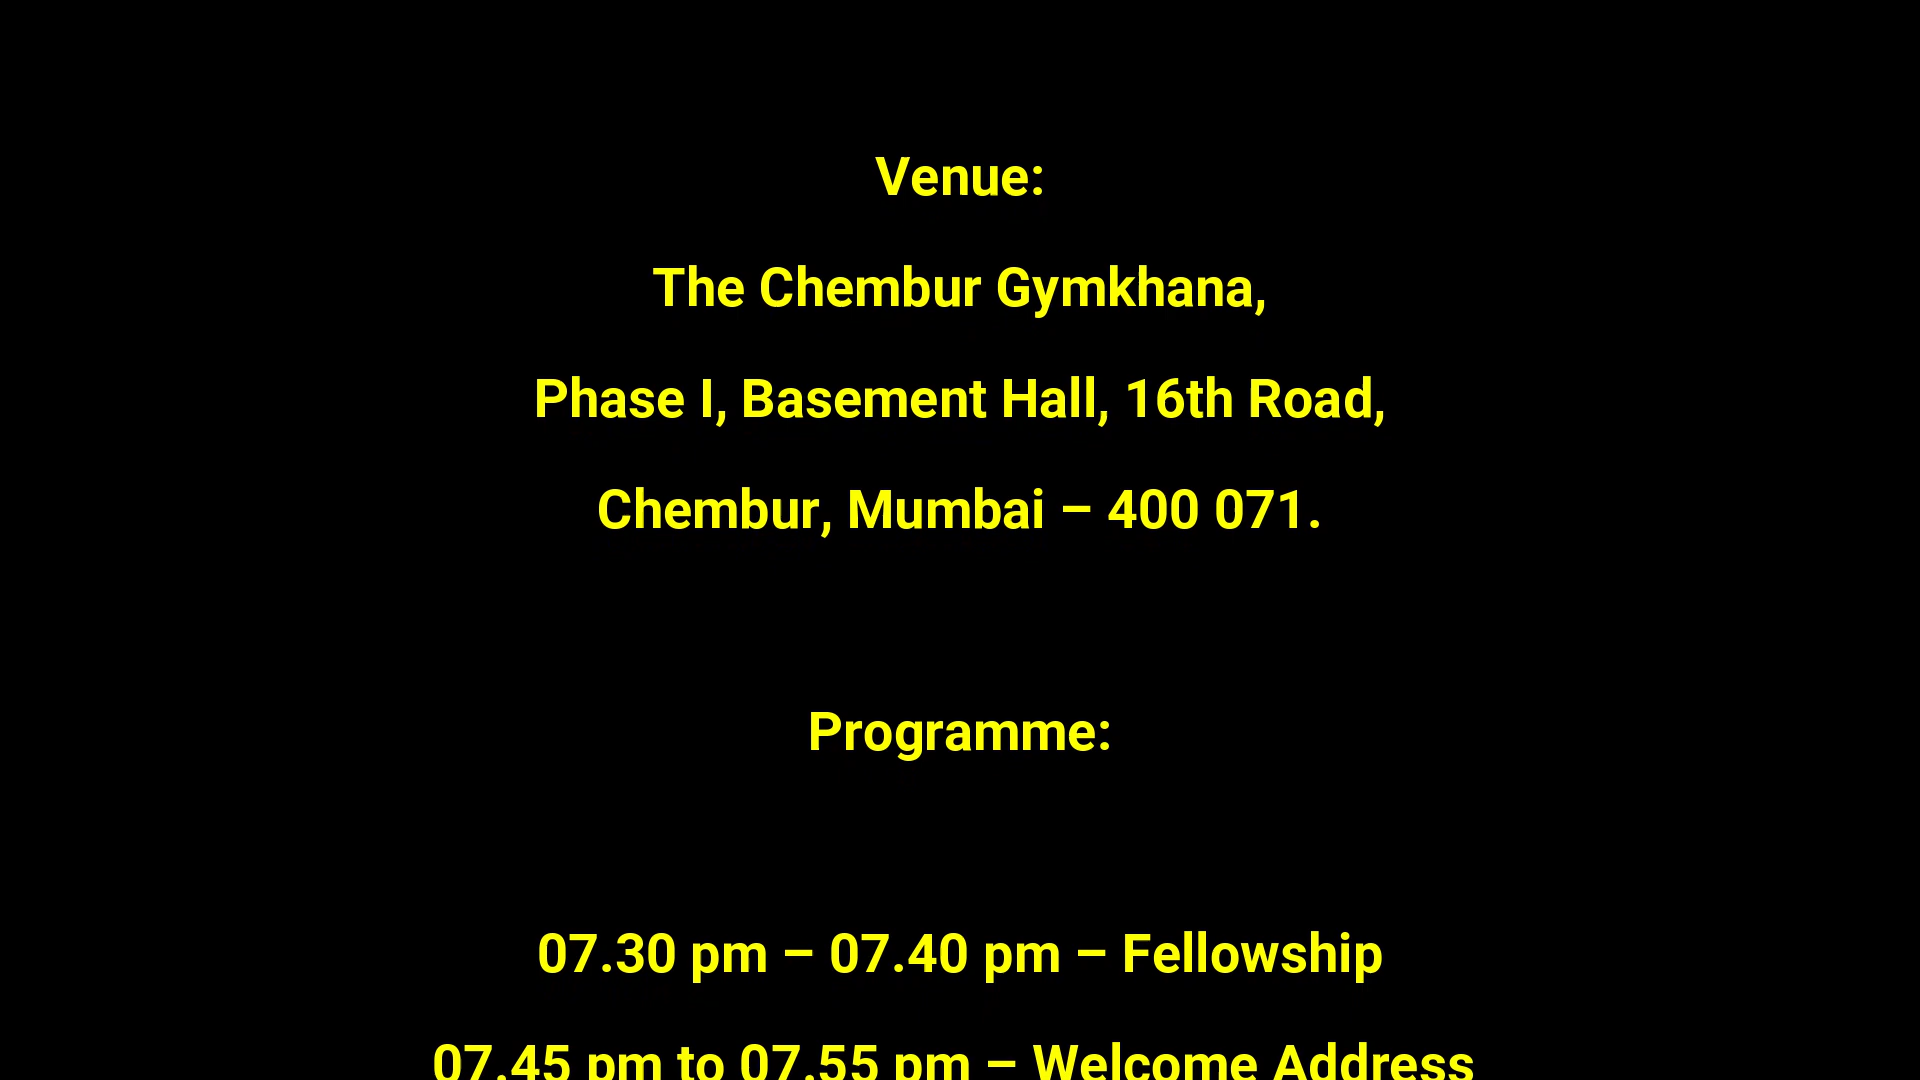 Venue:
The Chembur Gymkhana,
Phase I, Basement Hall, 16th Road,
Chembur, Mumbai – 400 071.
Programme:
07.30 pm – 07.40 pm – Fellowship
07.45 pm to 07.55 pm – Welcome Address